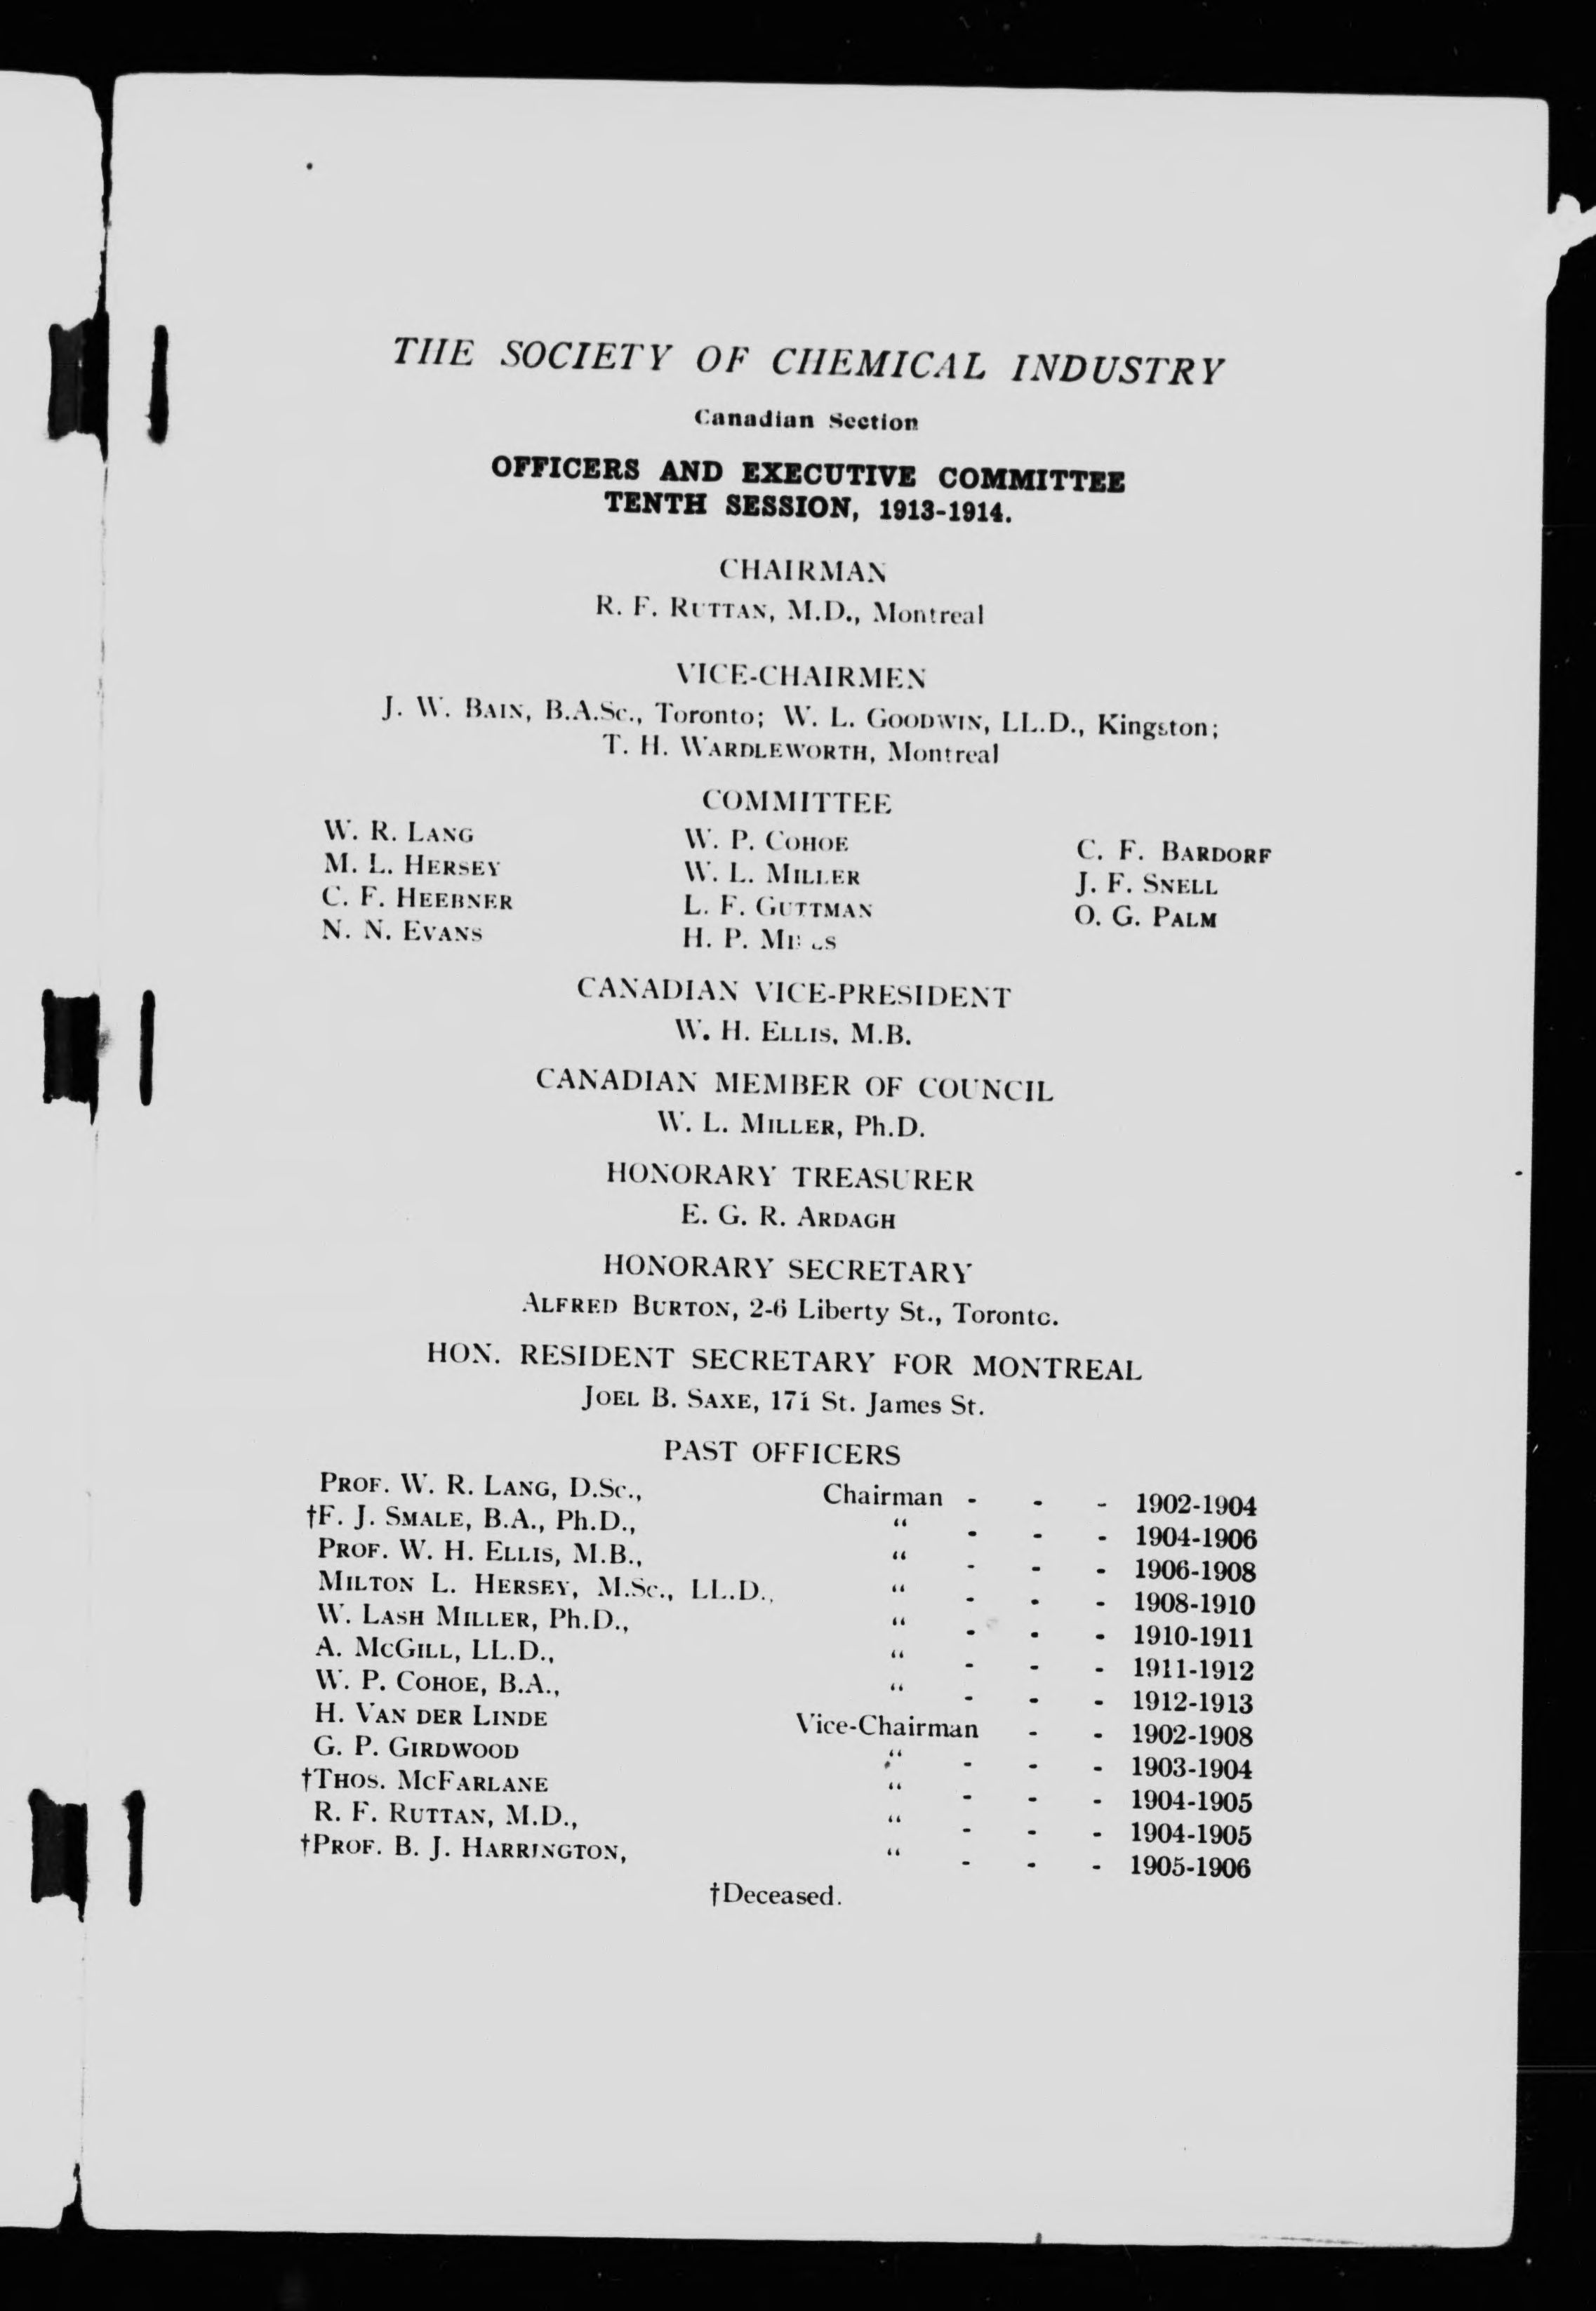 THE SOCIETY OF CHEMICAL INDUSTRY
Canadian Section
OFFICERS AND EXECUTIVE COMMITTEE
TENTH SESSION, 1913-1914.
CHAIRMAN
R. F. RUTTAN, M.D., Montreal
VICE-CHAIRMEN
J. W. BAIN, B.A.Sc., Toronto; W. L. GOODWIN, LL.D., Kingston;
T. H. WARDLEWORTH, Montreal
COMMITTEE
W. R. LANG W. P. COHOE C. F. BARDORF
M. L. HERSEY W. L. MILLER J. F. SNELL
C. F. HEEBNER L. F. GUTTMAN O. G. PALM
N. N. EVANS H. P.
CANADIAN VICE-PRESIDENT
W. H. ELLIS, M.B.
CANADIAN MEMBER OF COUNCIL
W. L. MILLER, Ph.D.
HONORARY TREASURER
E. G. R. ARDAGH
HONORARY SECRETARY
ALFRED BURTON, 2-6 Liberty St., Toronto.
HON. RESIDENT SECRETARY FOR MONTREAL
JOEL B. SAXE, 171 St. James St.
PAST OFFICERS
PROF. W. R. LANG, D.Sc., Chairman - - - 1902-1904
†F. J. SMALE, B.A., Ph.D., “ - - - 1904-1906
PROF. W. H. ELLIS, M.B., “ - - - 1906-1908
MILTON L. HERSEY, M.Sc., LL.D., “ - - - 1908-1910
W. LASH MILLER, Ph.D., “ - - - 1910-1911
A. MCGILL, LL.D., “ - - - 1911-1912
W. P. COHOE, B.A., “ - - - 1912-1913
H. VAN DER LINDE Vice-Chairman - - 1902-1908
G. P. GIRDWOOD “ - - - 1903-1904
†THOS. MCFARLANE “ - - - 1904-1905
R. F. RUTTAN, M.D., “ - - - 1904-1905
†PROF. B. J. HARRINGTON, “ - - - 1905-1906
†Deceased.